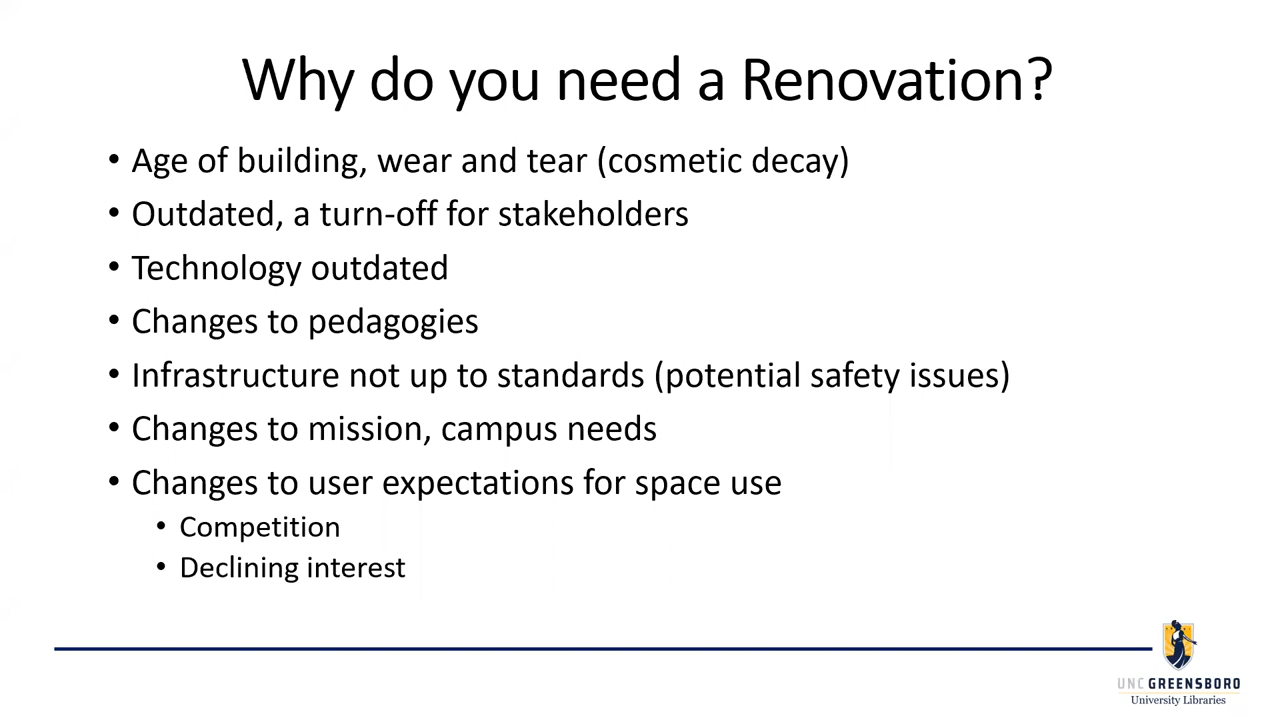 Why do you need a Renovation?
• Age of building, wear and tear (cosmetic decay)
• Outdated, a turn-off for stakeholders
• Technology outdated
• Changes to pedagogies
• Infrastructure not up to standards (potential safety issues)
• Changes to mission, campus needs
• Changes to user expectations for space use
• Competition
• Declining interest
UNC GREENSBORO
University Libraries